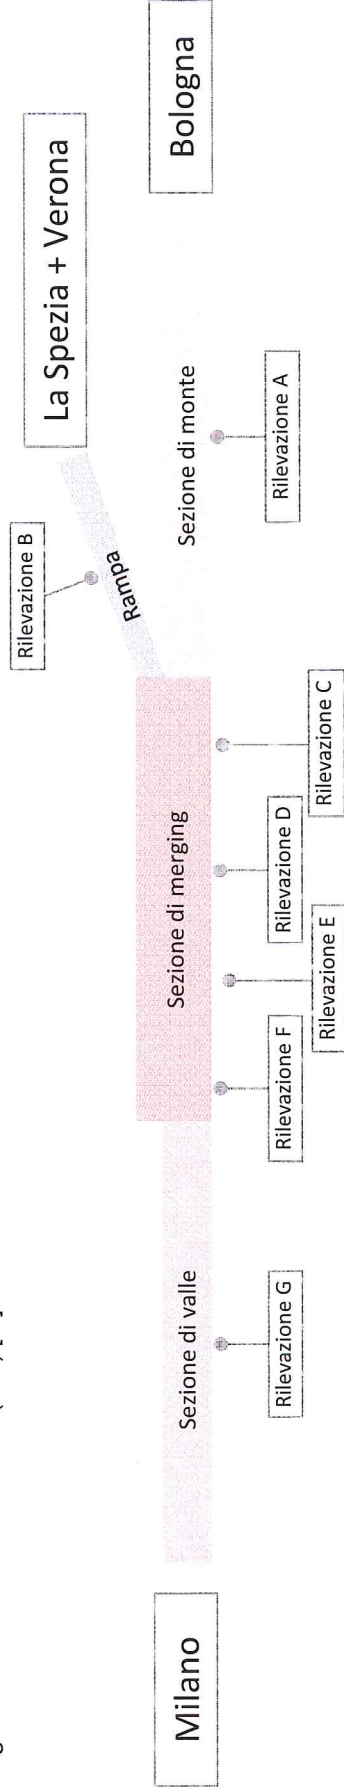 La Spezia + Verona
Bologna
Rilevazione B
Rampa
Sezione di monte
Rilevazione A
Sezione di merging
Rilevazione C
Rilevazione D
Rilevazione E
Rilevazione F
Sezione di valle
Rilevazione G
Milano